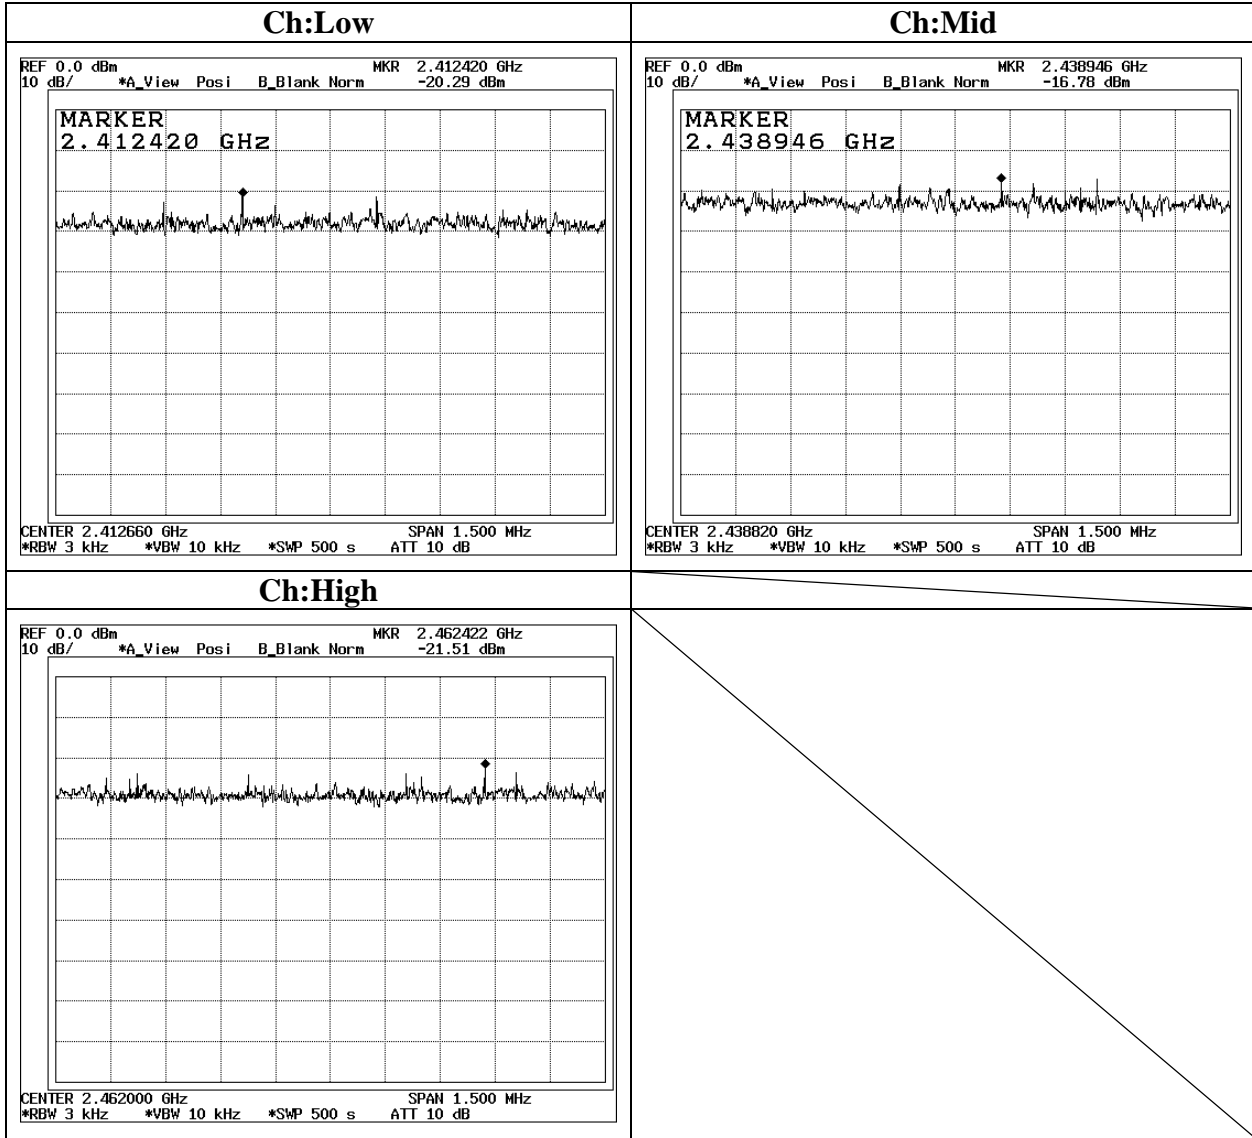 Ch:Low
REF 0.0 dBm MKR 2.412420 GHz
10 dB/ *A_View Posi B_Blank Norm -20.29 dBm
MARKER
2.412420 GHz
CENTER 2.412660 GHz SPAN 1.500 MHz
*RBW 3 kHz *VBW 10 kHz *SWP 500 s ATT 10 dB
Ch:Mid
REF 0.0 dBm MKR 2.438946 GHz
10 dB/ *A_View Posi B_Blank Norm -16.78 dBm
MARKER
2.438946 GHz
CENTER 2.438820 GHz SPAN 1.500 MHz
*RBW 3 kHz *VBW 10 kHz *SWP 500 s ATT 10 dB
Ch:High
REF 0.0 dBm MKR 2.462422 GHz
10 dB/ *A_View Posi B_Blank Norm -21.51 dBm
CENTER 2.462000 GHz SPAN 1.500 MHz
*RBW 3 kHz *VBW 10 kHz *SWP 500 s ATT 10 dB